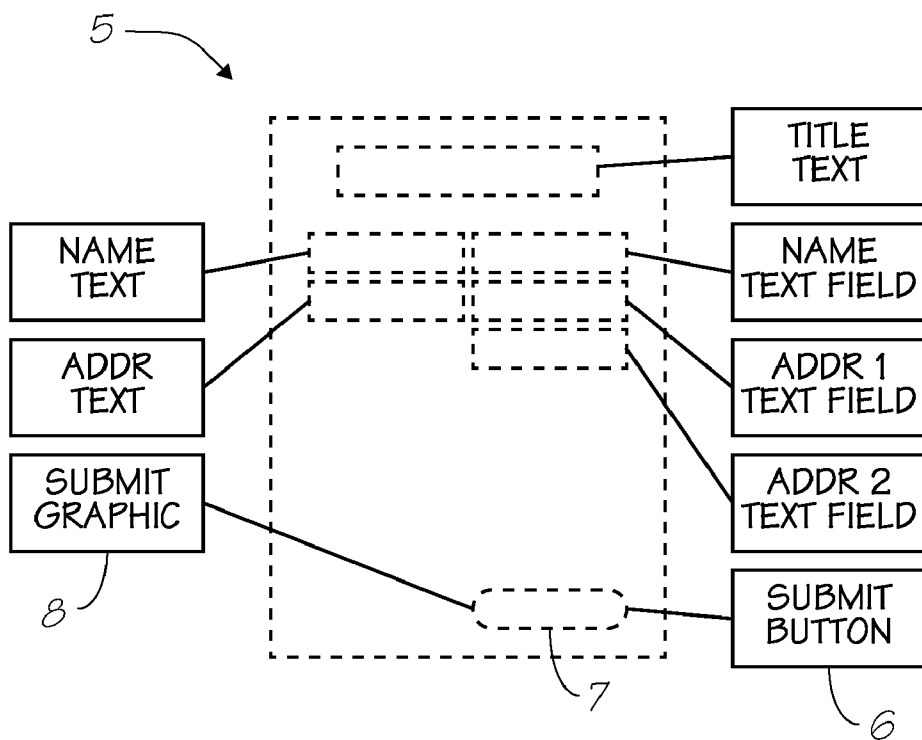 5
TITLE
TEXT
NAME
TEXT
NAME
TEXT FIELD
ADDR
TEXT
ADDR 1
TEXT FIELD
SUBMIT
GRAPHIC
ADDR 2
TEXT FIELD
8
SUBMIT
BUTTON
7
6